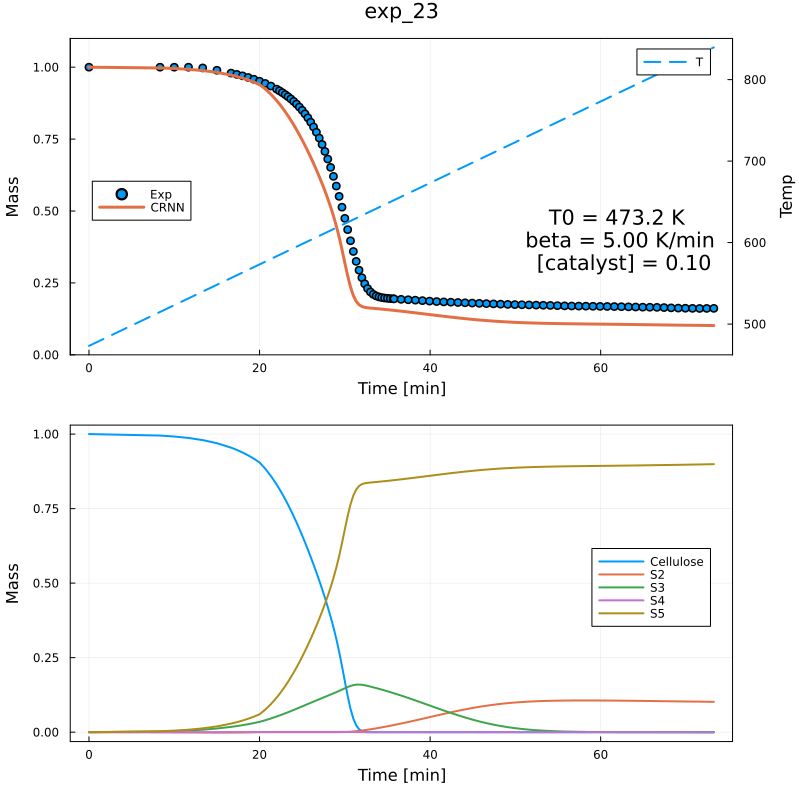 exp_23
1.00
0.75
0.50
0.25
0.00
Mass
800
700
600
500
Temp
T
Exp
CRNN
T0 = 473.2 K
beta = 5.00 K/min
[catalyst] = 0.10
0 20 40 60
Time [min]
1.00
0.75
0.50
0.25
0.00
Mass
Cellulose
S2
S3
S4
S5
0 20 40 60
Time [min]